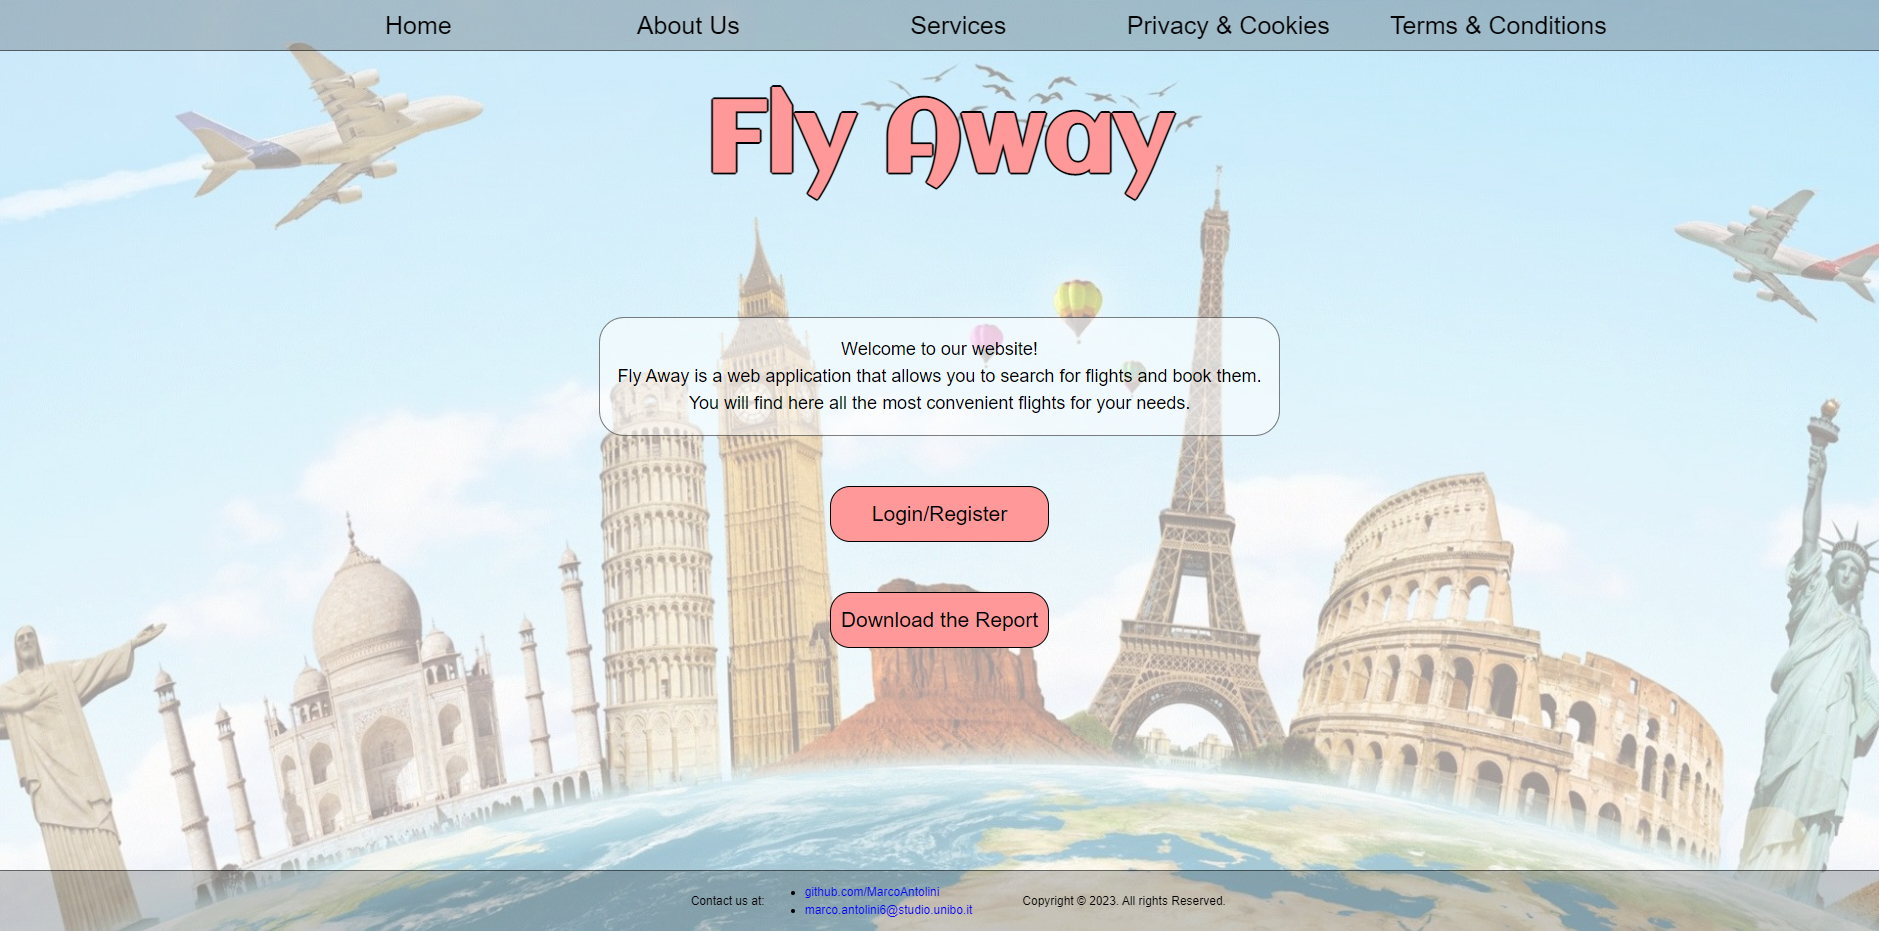 Home About Us Services Privacy & Cookies Terms & Conditions
Fly Away
Welcome to our website!
Fly Away is a web application that allows you to search for flights and book them.
You will find here all the most convenient flights for your needs.
Login/Register
Download the Report
Contact us at:
github.com/MarcoAntolini
marco.antolini6@studio.unibo.it
Copyright © 2023. All rights Reserved.